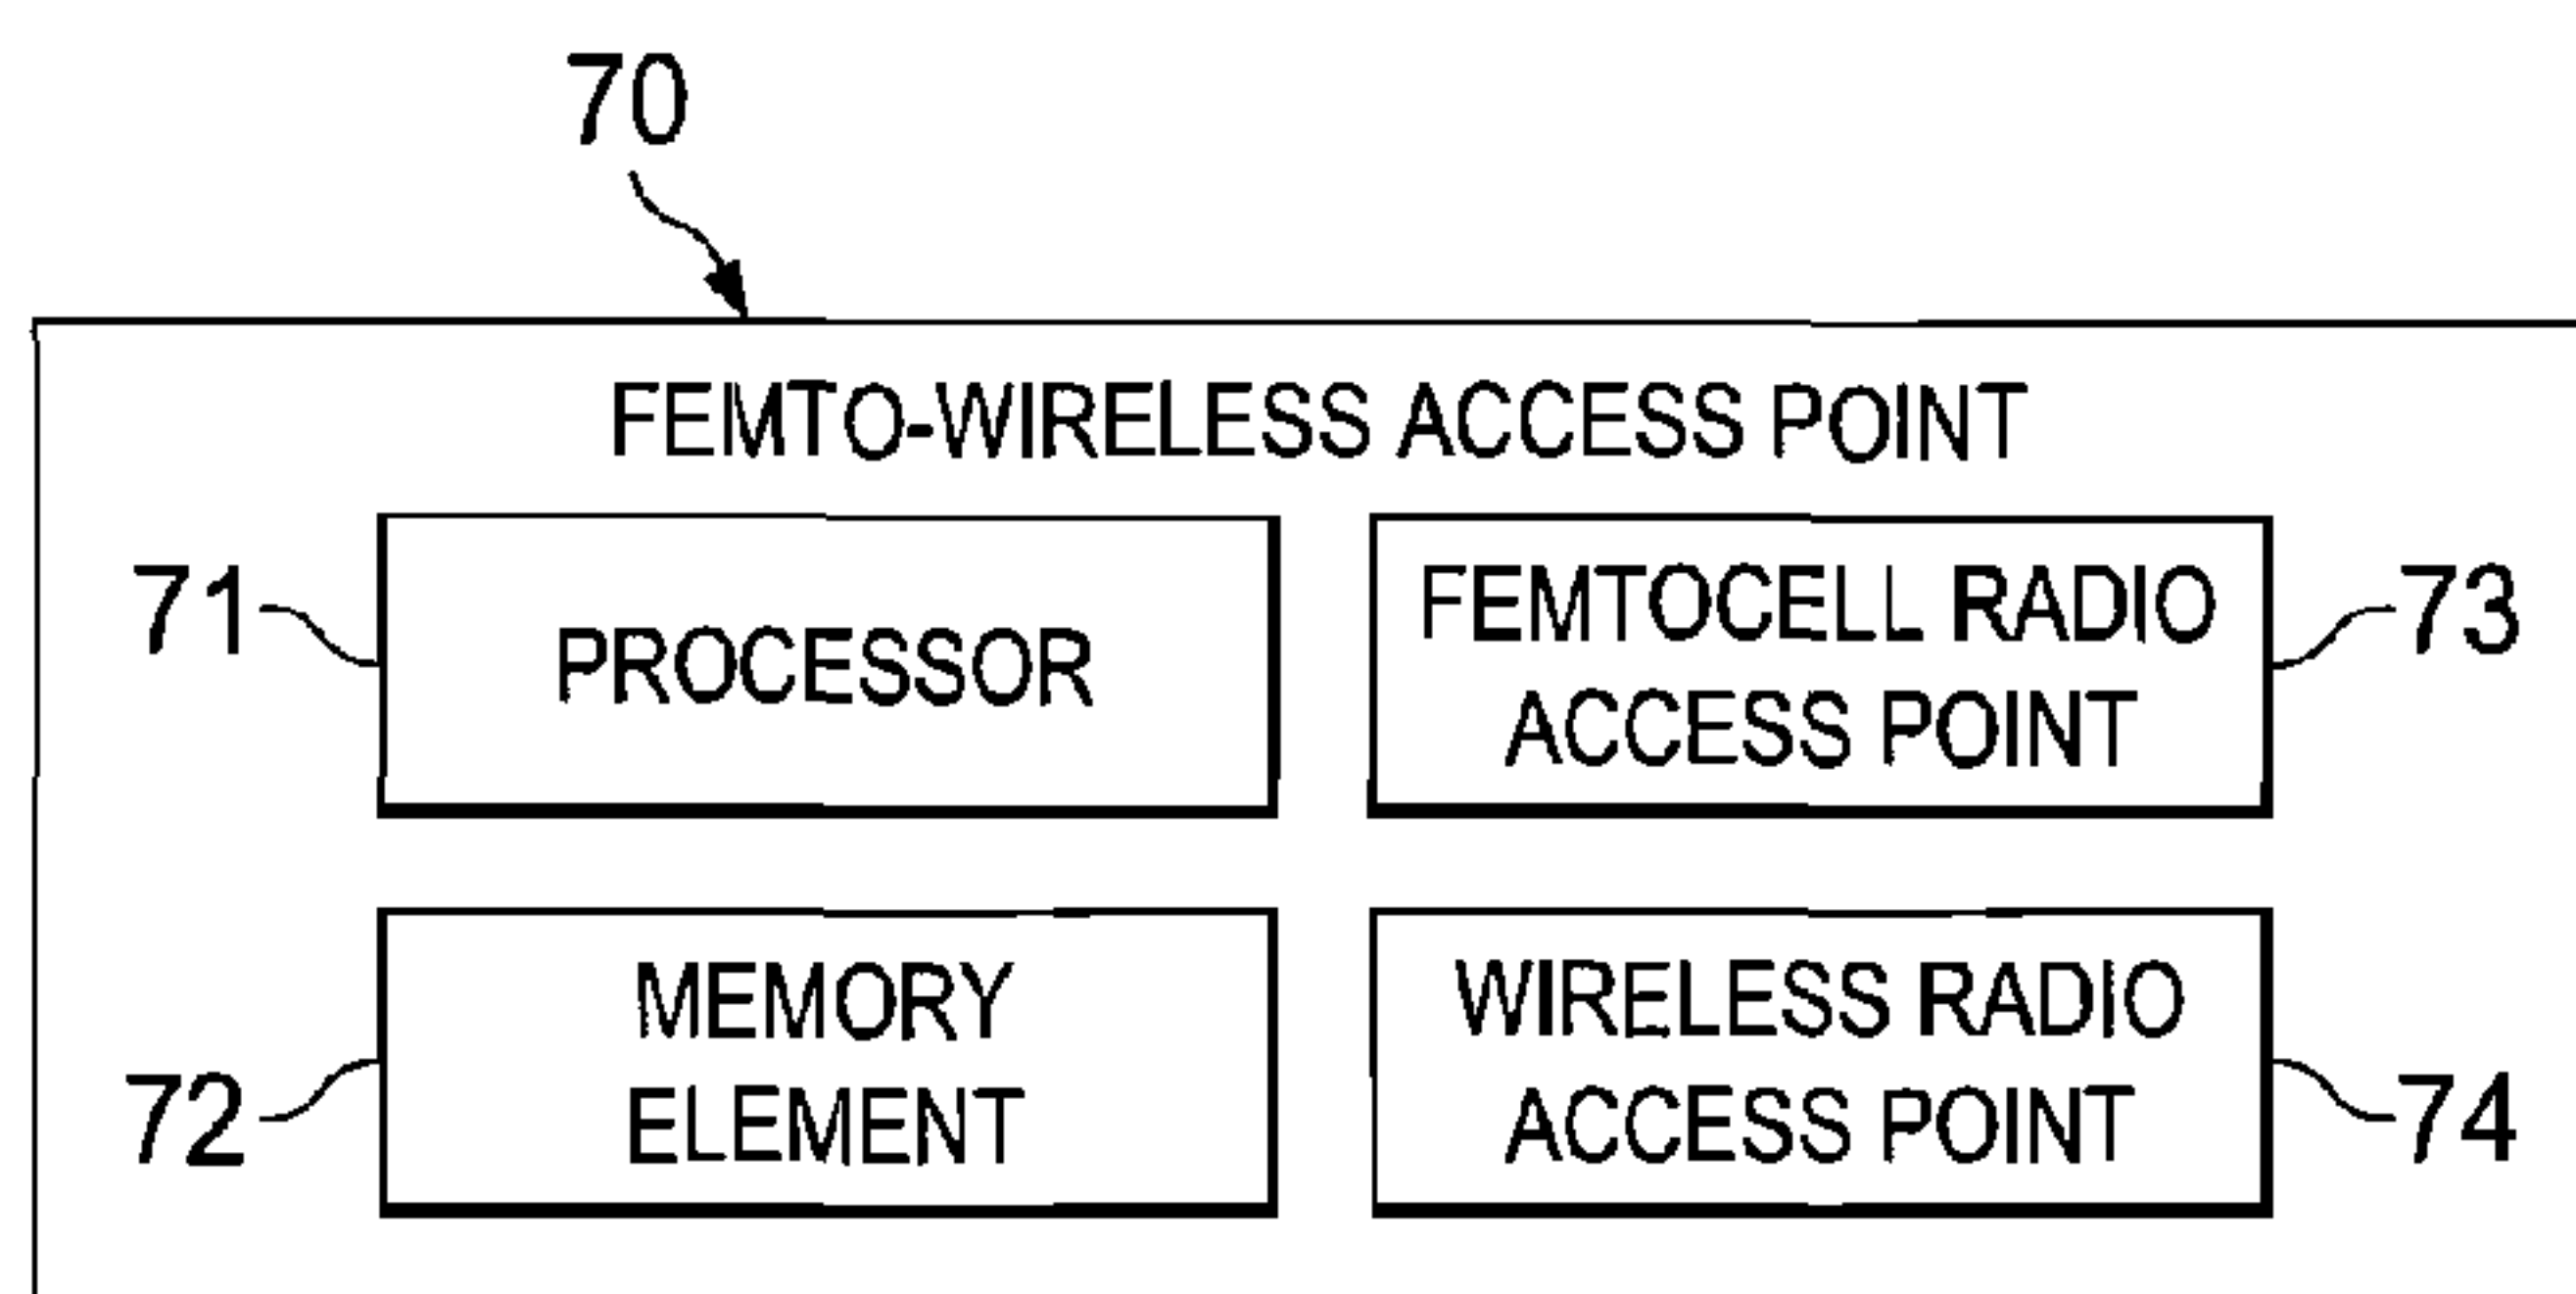 70
FEMTO-WIRELESS ACCESS POINT
71
PROCESSOR
FEMTOCELL RADIO
ACCESS POINT
73
72
MEMORY
ELEMENT
WIRELESS RADIO
ACCESS POINT
74